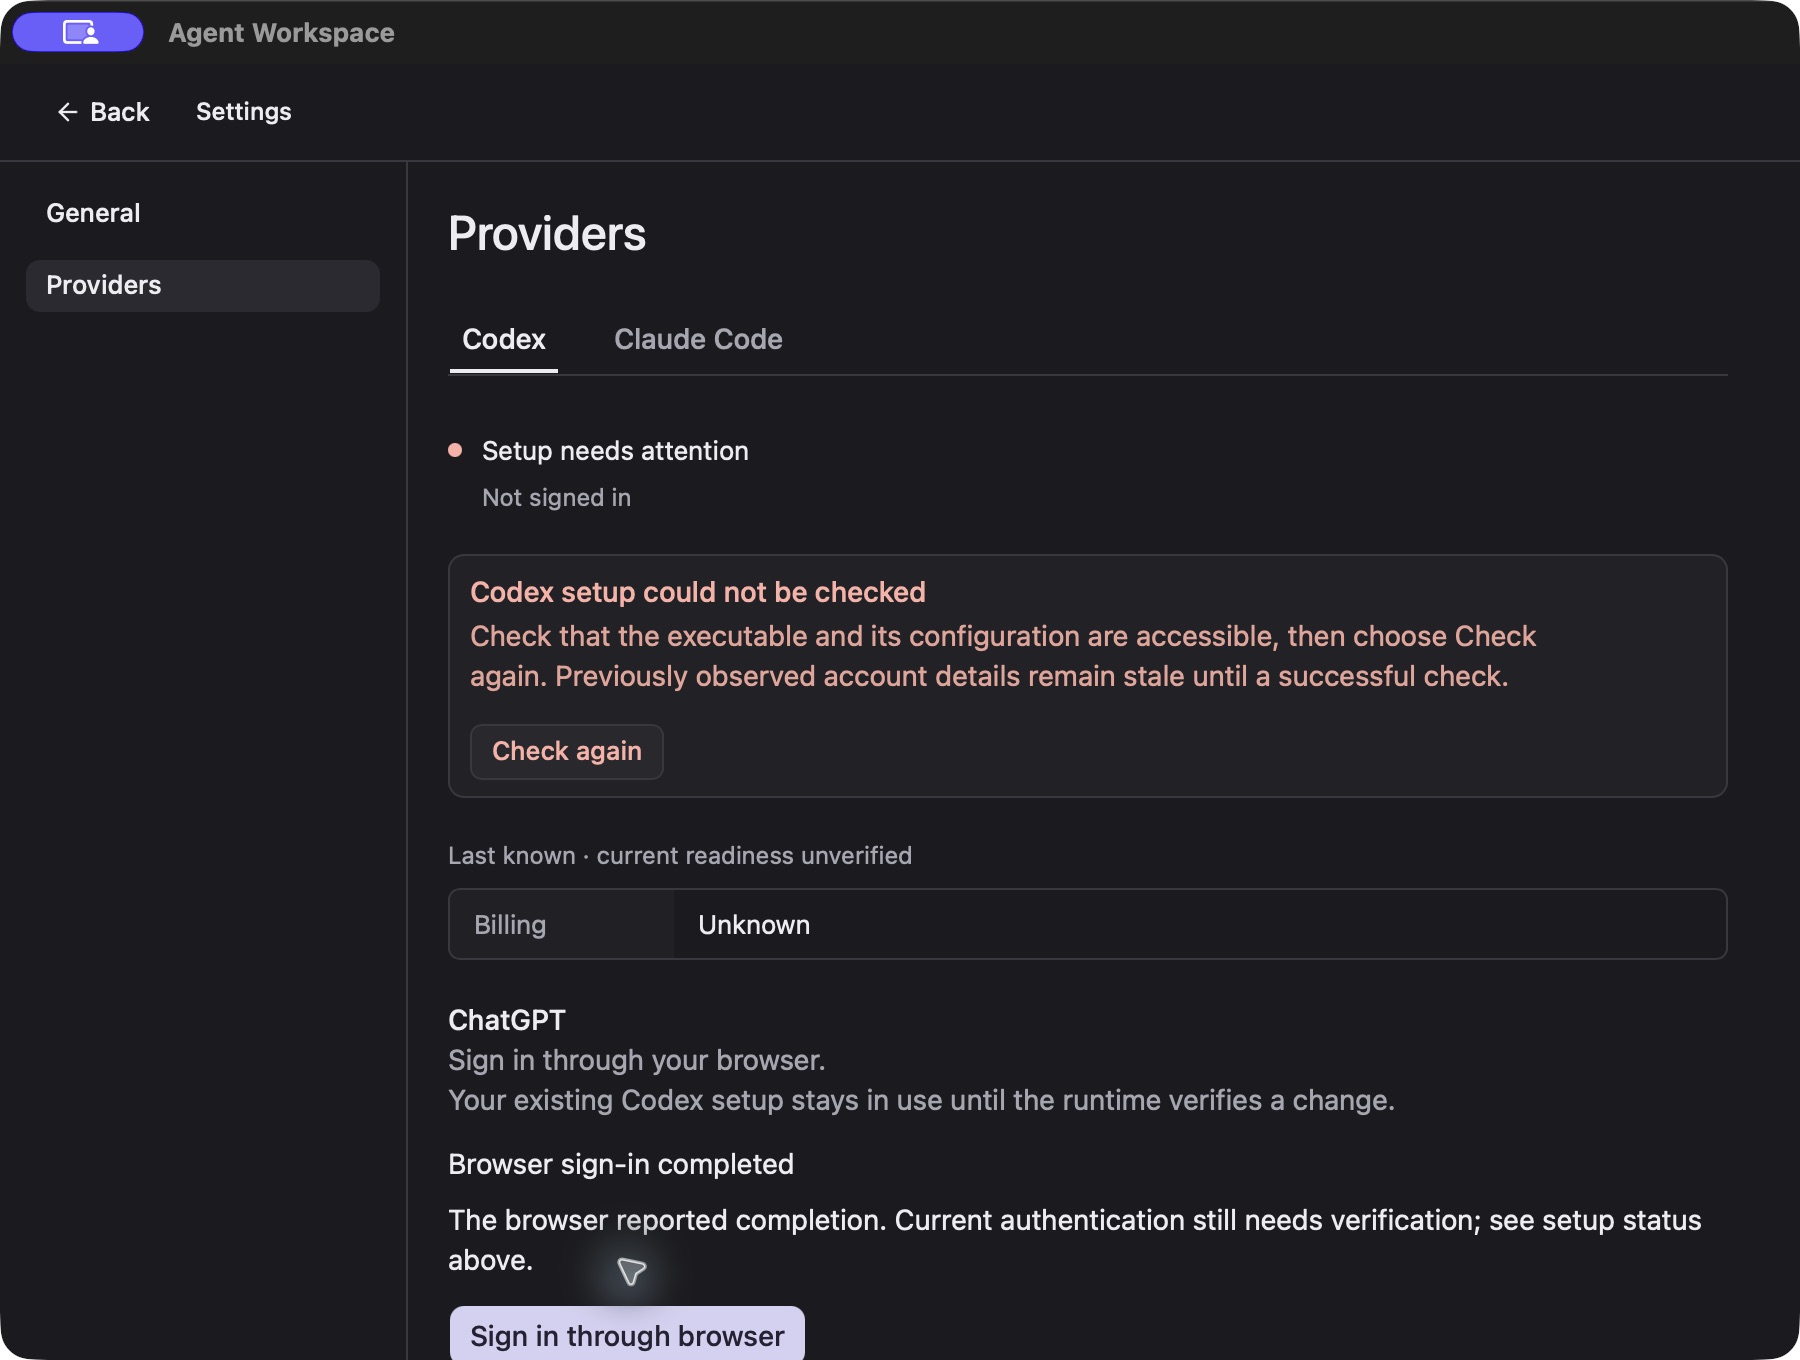 Agent Workspace
← Back
Settings
General
Providers
Providers
Codex
Claude Code
Setup needs attention
Not signed in
Codex setup could not be checked
Check that the executable and its configuration are accessible, then choose Check
again. Previously observed account details remain stale until a successful check.
Check again
Last known · current readiness unverified
Billing
Unknown
ChatGPT
Sign in through your browser.
Your existing Codex setup stays in use until the runtime verifies a change.
Browser sign-in completed
The browser reported completion. Current authentication still needs verification; see setup status
above.
Sign in through browser